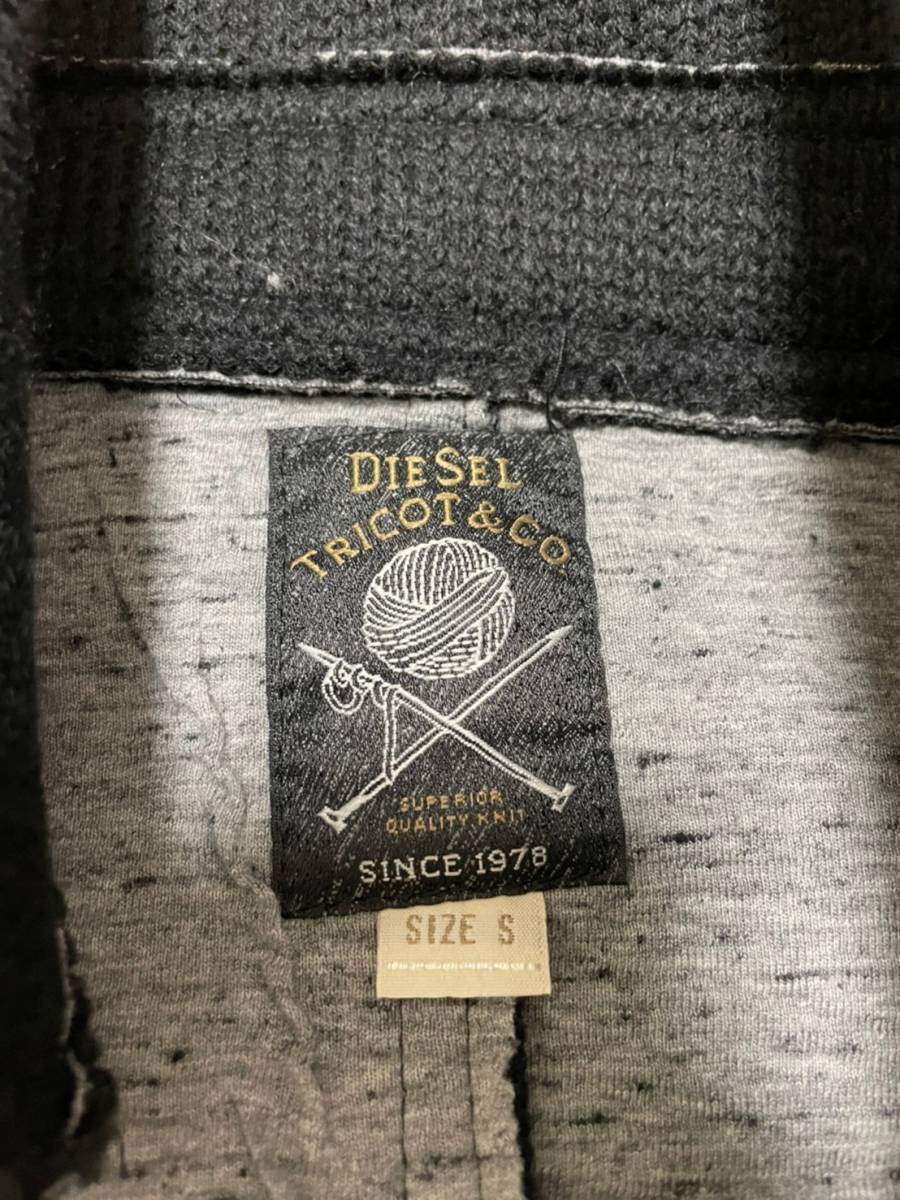 DIESEL
TRICOT & CO
SUPERIOR
QUALITY KNIT
SINCE 1978
SIZE S